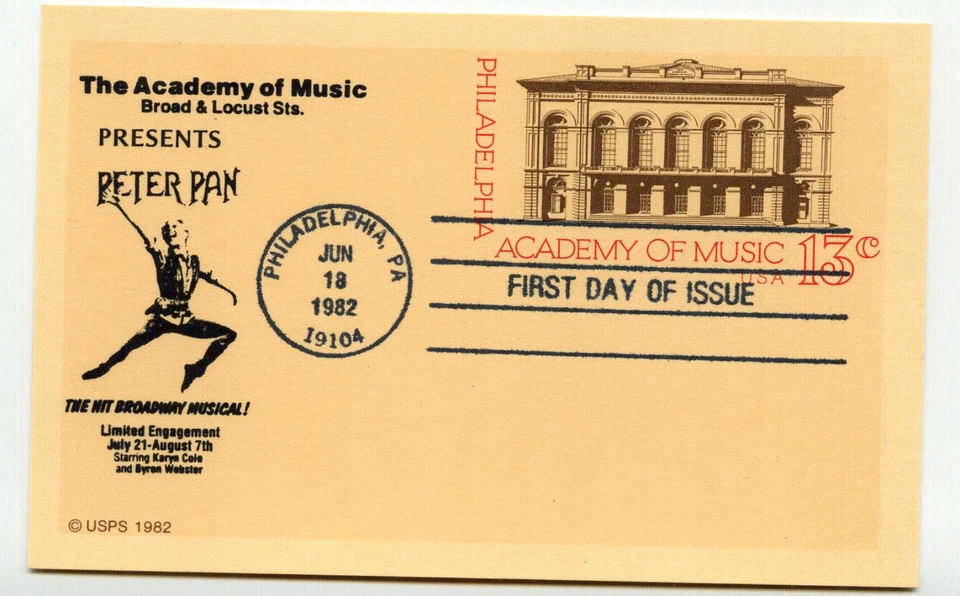 The Academy of Music
Broad & Locust Sts.
PRESENTS
PETER PAN
THE HIT BROADWAY MUSICAL!
Limited Engagement
July 21-August 7th
Starring Karyn Cole
and Byron Webster
© USPS 1982
PHILADELPHIA, PA
JUN
18
1982
19104
PHILADELPHIA
ACADEMY OF MUSIC 13c
USA
FIRST DAY OF ISSUE